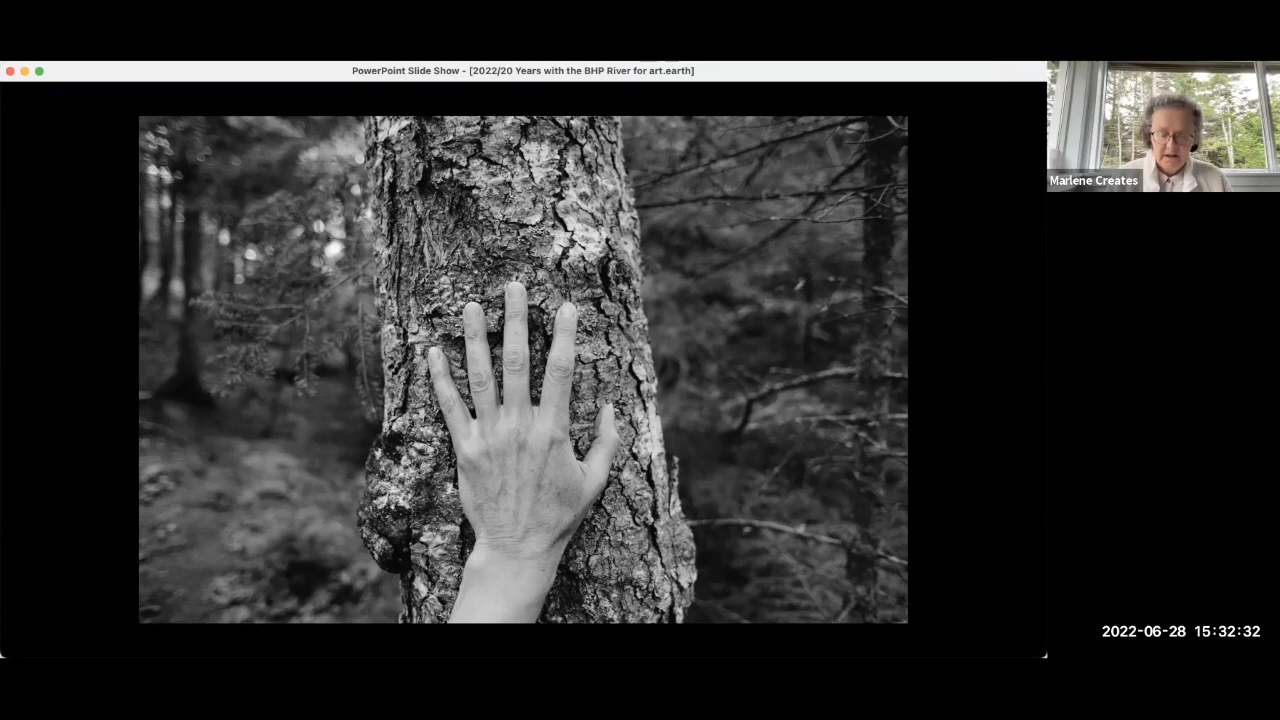 PowerPoint Slide Show - [2022/20 Years with the BHP River for art.earth]
Marlene Creates
2022-06-28 15:32:32